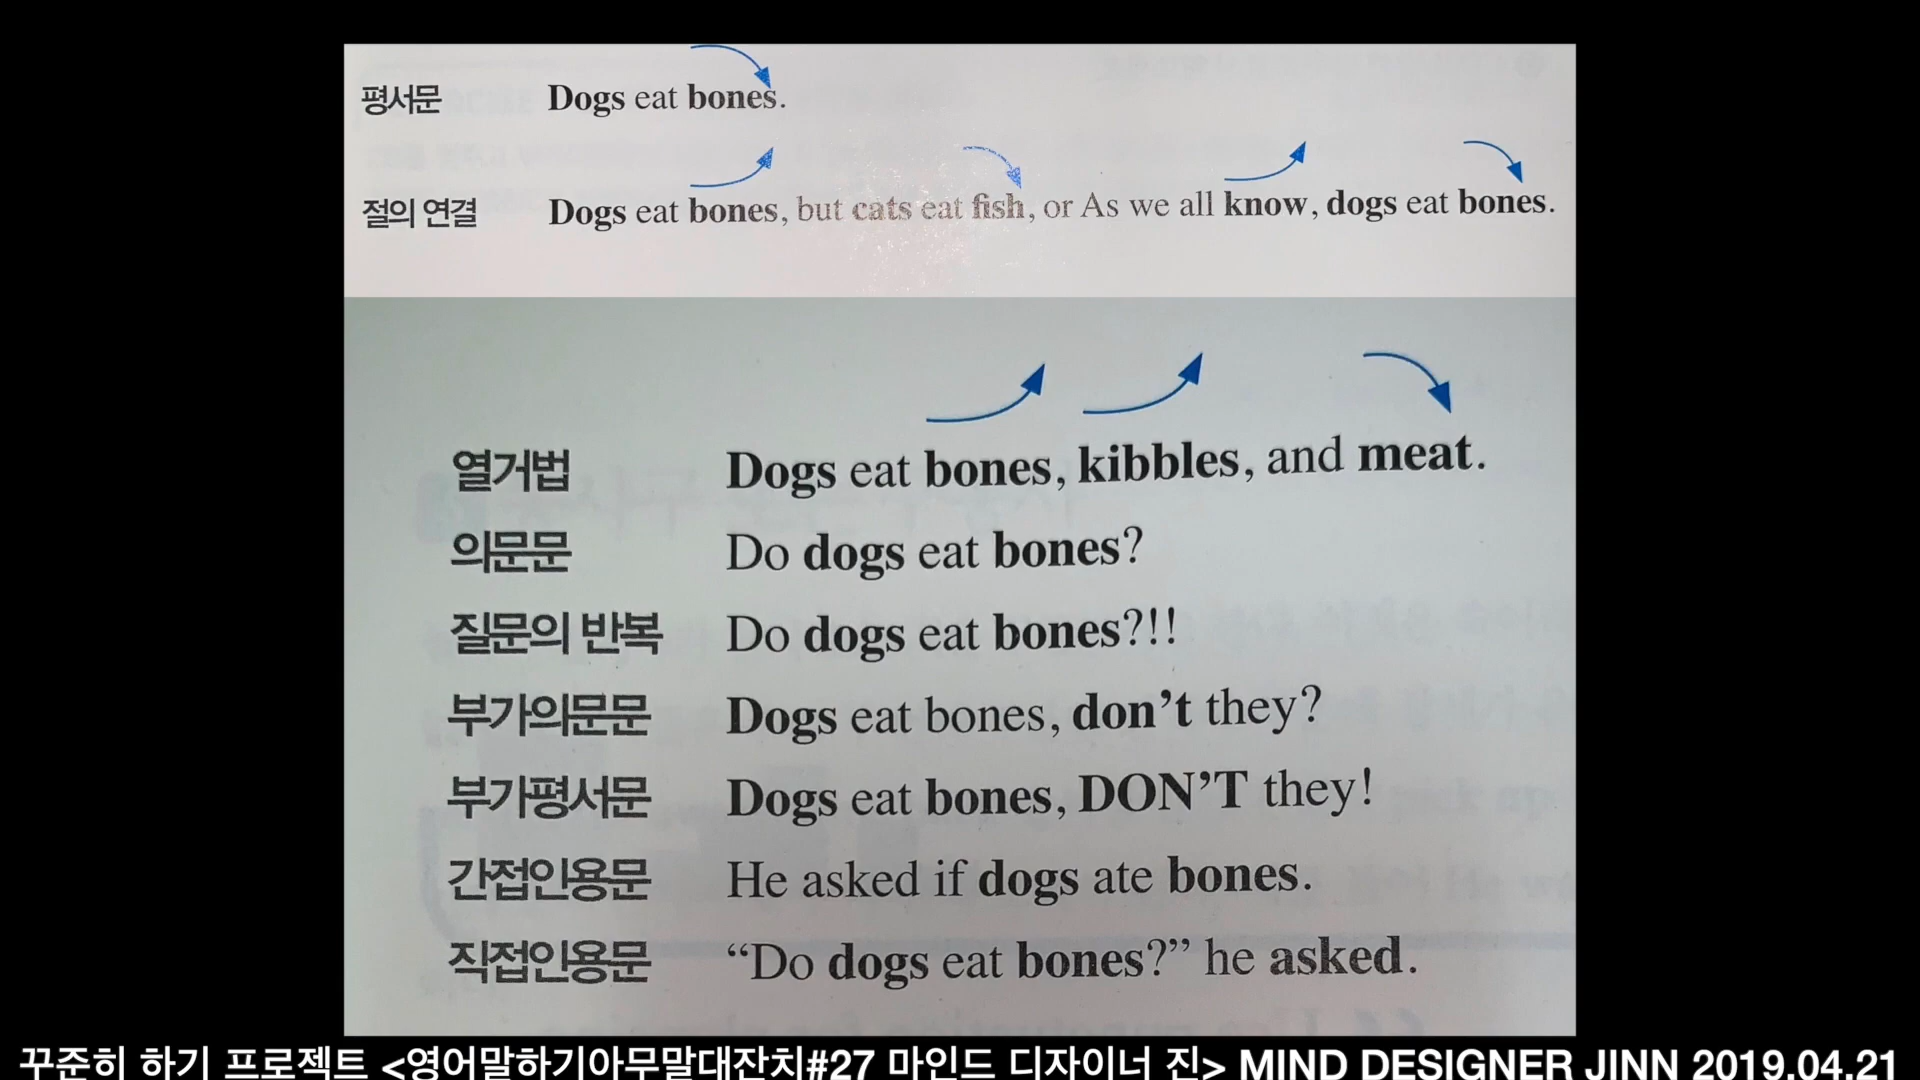 평서문 Dogs eat bones.
절의 연결 Dogs eat bones, but cats eat fish, or As we all know, dogs eat bones.
열거법 Dogs eat bones, kibbles, and meat.
의문문 Do dogs eat bones?
질문의 반복 Do dogs eat bones?!!
부가의문문 Dogs eat bones, don't they?
부가평서문 Dogs eat bones, DON'T they!
간접인용문 He asked if dogs ate bones.
직접인용문 “Do dogs eat bones?” he asked.
꾸준히 하기 프로젝트 <영어말하기아무말대잔치#27 마인드 디자이너 진> MIND DESIGNER JINN 2019.04.21